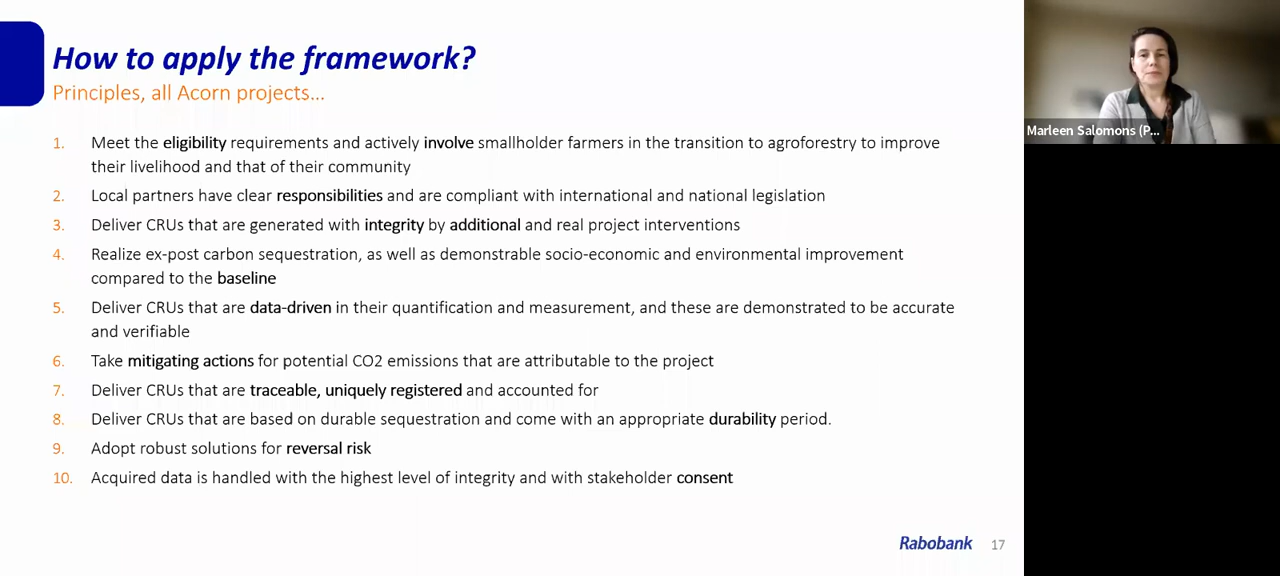 How to apply the framework?
Principles, all Acorn projects...
1. Meet the eligibility requirements and actively involve smallholder farmers in the transition to agroforestry to improve
their livelihood and that of their community
2. Local partners have clear responsibilities and are compliant with international and national legislation
3. Deliver CRUs that are generated with integrity by additional and real project interventions
4. Realize ex-post carbon sequestration, as well as demonstrable socio-economic and environmental improvement
compared to the baseline
5. Deliver CRUs that are data-driven in their quantification and measurement, and these are demonstrated to be accurate
and verifiable
6. Take mitigating actions for potential CO2 emissions that are attributable to the project
7. Deliver CRUs that are traceable, uniquely registered and accounted for
8. Deliver CRUs that are based on durable sequestration and come with an appropriate durability period.
9. Adopt robust solutions for reversal risk
10. Acquired data is handled with the highest level of integrity and with stakeholder consent
Rabobank 17
Marleen Salomons (P...